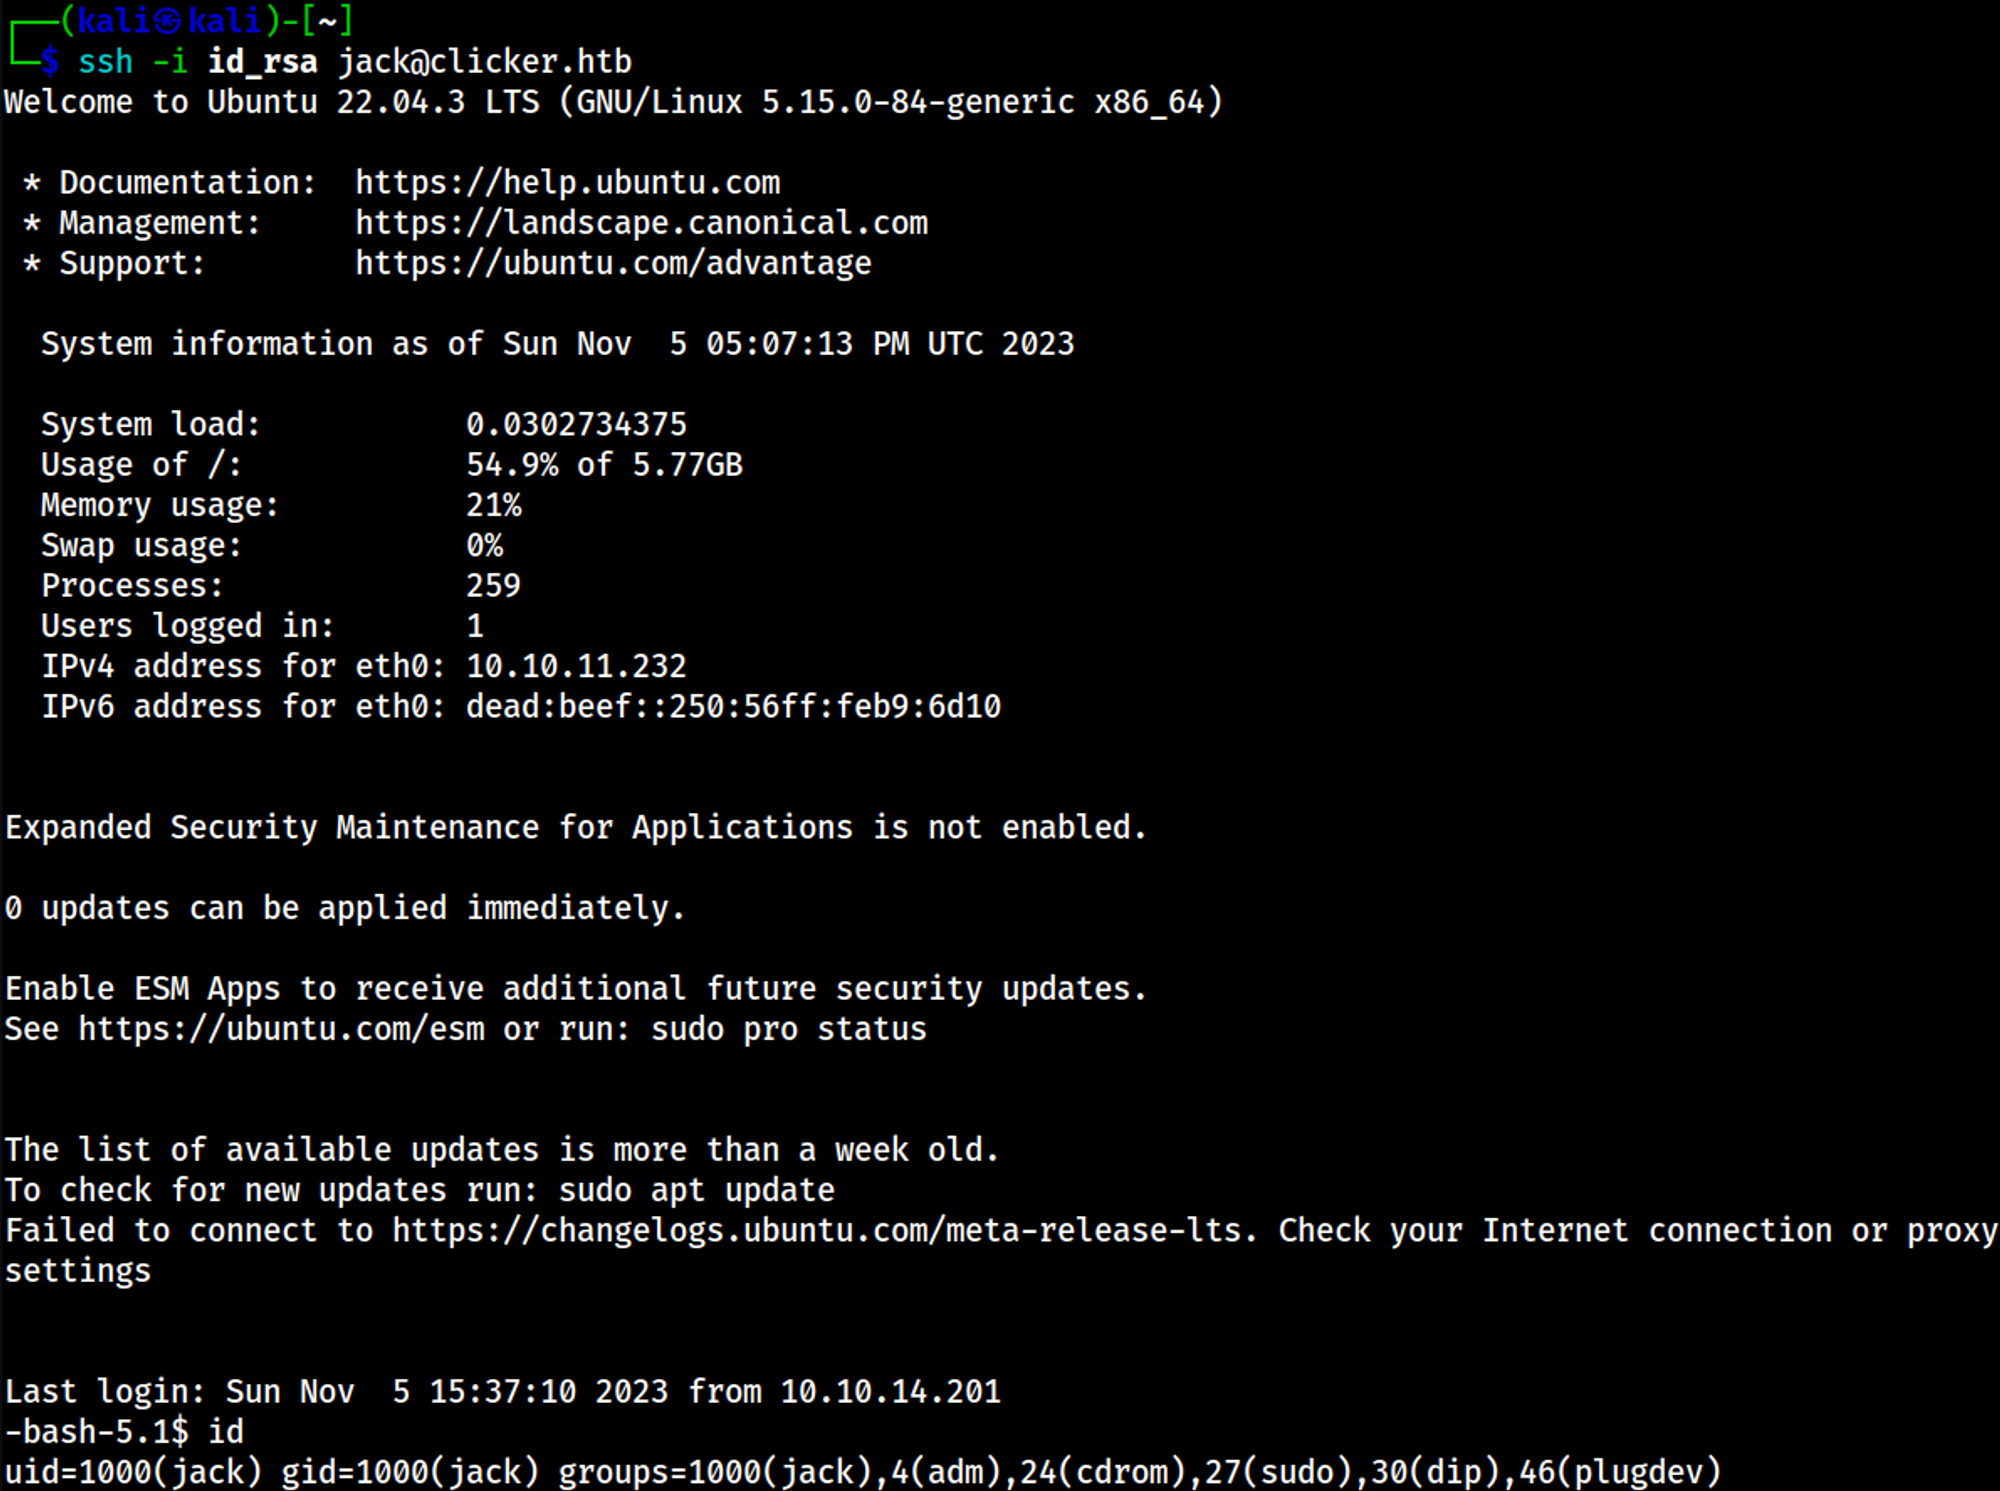 ┌──(kali㉿kali)-[~]
└─$ ssh -i id_rsa jack@clicker.htb
Welcome to Ubuntu 22.04.3 LTS (GNU/Linux 5.15.0-84-generic x86_64)
* Documentation:  https://help.ubuntu.com
* Management:     https://landscape.canonical.com
* Support:        https://ubuntu.com/advantage
System information as of Sun Nov  5 05:07:13 PM UTC 2023
System load:           0.0302734375
Usage of /:            54.9% of 5.77GB
Memory usage:          21%
Swap usage:            0%
Processes:             259
Users logged in:       1
IPv4 address for eth0: 10.10.11.232
IPv6 address for eth0: dead:beef::250:56ff:feb9:6d10
Expanded Security Maintenance for Applications is not enabled.
0 updates can be applied immediately.
Enable ESM Apps to receive additional future security updates.
See https://ubuntu.com/esm or run: sudo pro status
The list of available updates is more than a week old.
To check for new updates run: sudo apt update
Failed to connect to https://changelogs.ubuntu.com/meta-release-lts. Check your Internet connection or proxy
settings
Last login: Sun Nov  5 15:37:10 2023 from 10.10.14.201
-bash-5.1$ id
uid=1000(jack) gid=1000(jack) groups=1000(jack),4(adm),24(cdrom),27(sudo),30(dip),46(plugdev)